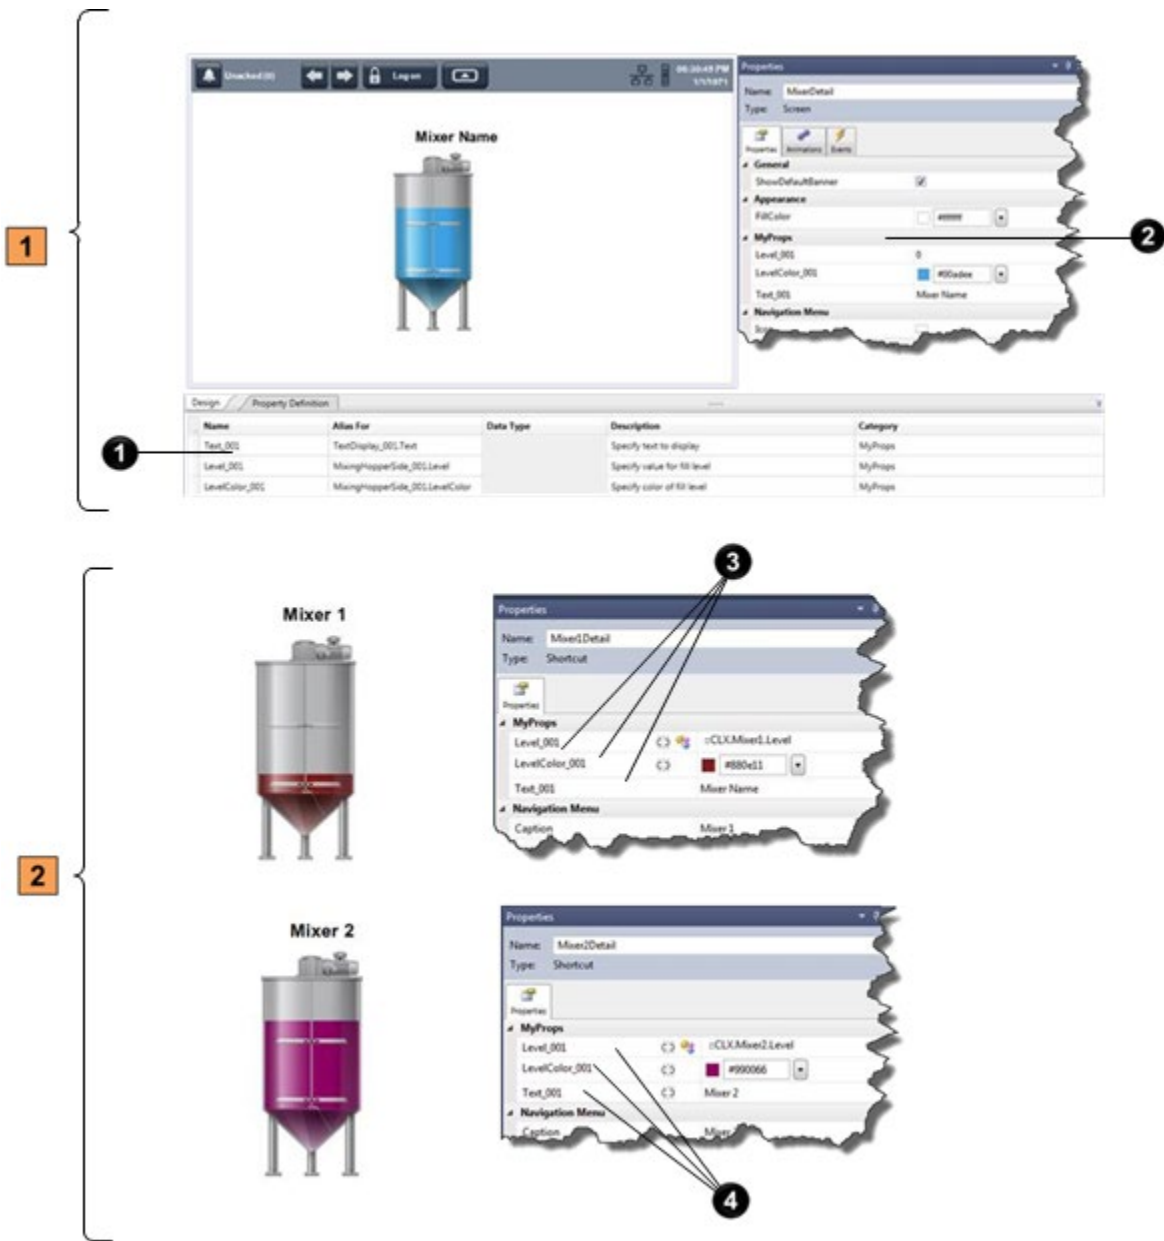 1
Unacked(0) Log on 06:30:45 PM
1/1/1971
Mixer Name
Properties
Name: MixerDetail
Type: Screen
Properties Animations Events
General
ShowDefaultBanner
Appearance
FillColor #ffffff
MyProps
2
Level_001 0
LevelColor_001 #00adee
Text_001 Mixer Name
Navigation Menu
Design Property Definition
Name Alias For Data Type Description Category
Text_001 TextDisplay_001.Text Specify text to display MyProps
1
Level_001 MixingHopperSide_001.Level Specify value for fill level MyProps
LevelColor_001 MixingHopperSide_001.LevelColor Specify color of fill level MyProps
2
3
Mixer 1
Properties
Name: Mixer1Detail
Type: Shortcut
Properties
MyProps
Level_001 ::CLX.Mixer1.Level
LevelColor_001 #880e11
Text_001 Mixer Name
Navigation Menu
Caption Mixer 1
Mixer 2
Properties
Name: Mixer2Detail
Type: Shortcut
Properties
MyProps
Level_001 ::CLX.Mixer2.Level
LevelColor_001 #990066
Text_001 Mixer 2
Navigation Menu
Caption Mixer
4